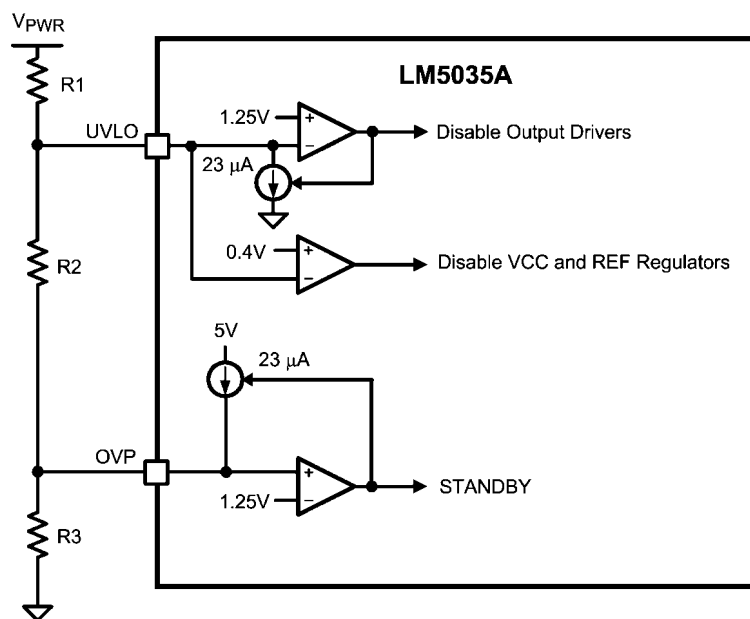 VPWR
LM5035A
R1
1.25V
+
UVLO
−
Disable Output Drivers
23 µA
0.4V
+
−
Disable VCC and REF Regulators
R2
5V
23 µA
OVP
+
1.25V
−
STANDBY
R3